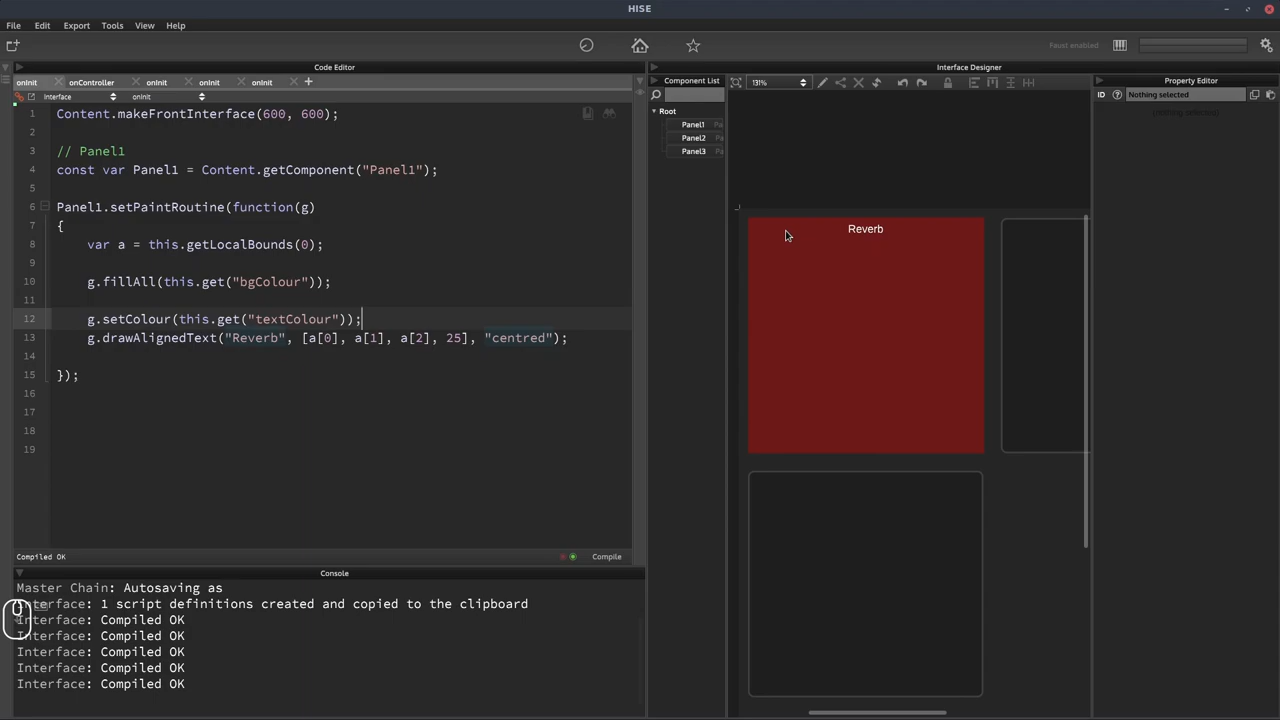 HISE
File Edit Export Tools View Help
Faust enabled
Code Editor
onInit onController onInit onInit onInit
Interface onInit
1 Content.makeFrontInterface(600, 600);
2
3 // Panel1
4 const var Panel1 = Content.getComponent("Panel1");
5
6 Panel1.setPaintRoutine(function(g)
7 {
8 var a = this.getLocalBounds(0);
9
10 g.fillAll(this.get("bgColour"));
11
12 g.setColour(this.get("textColour"));
13 g.drawAlignedText("Reverb", [a[0], a[1], a[2], 25], "centred");
14
15 });
16
17
18
19
Compiled OK Compile
Console
Master Chain: Autosaving as
Interface: 1 script definitions created and copied to the clipboard
Interface: Compiled OK
Interface: Compiled OK
Interface: Compiled OK
Interface: Compiled OK
Interface: Compiled OK
Interface Designer
Component List 131%
Root
Panel1 Pa
Panel2 Pa
Panel3 Pa
Reverb
Property Editor
ID ? Nothing selected